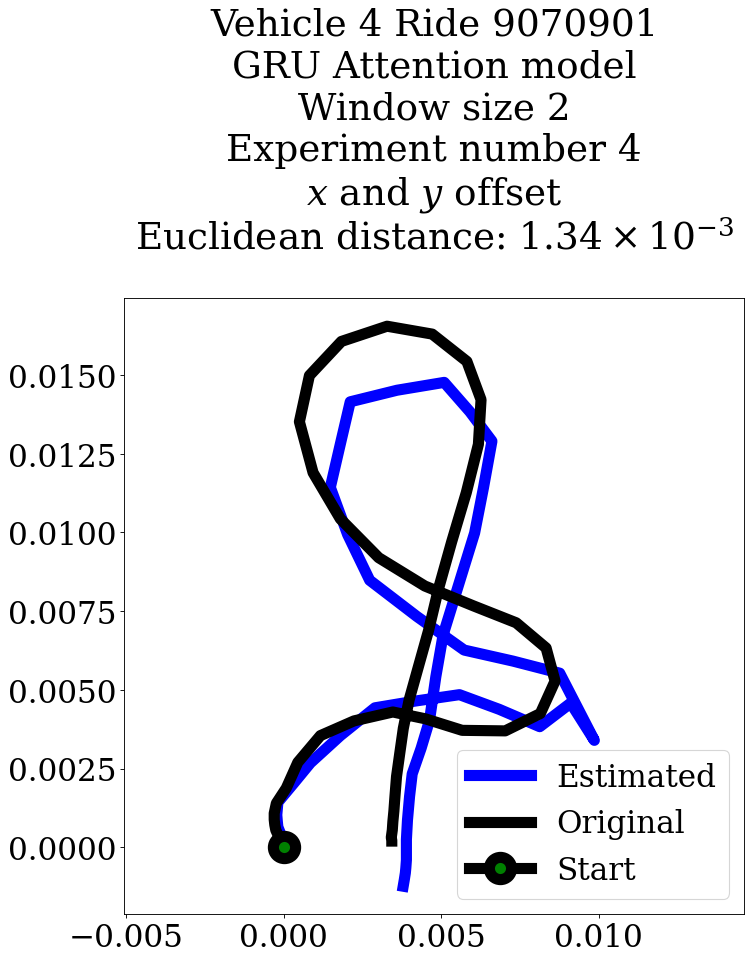 Vehicle 4 Ride 9070901
GRU Attention model
Window size 2
Experiment number 4
x and y offset
Euclidean distance: 1.34 × 10⁻³
0.0150
0.0125
0.0100
0.0075
0.0050
0.0025
0.0000
Estimated
Original
Start
−0.005 0.000 0.005 0.010